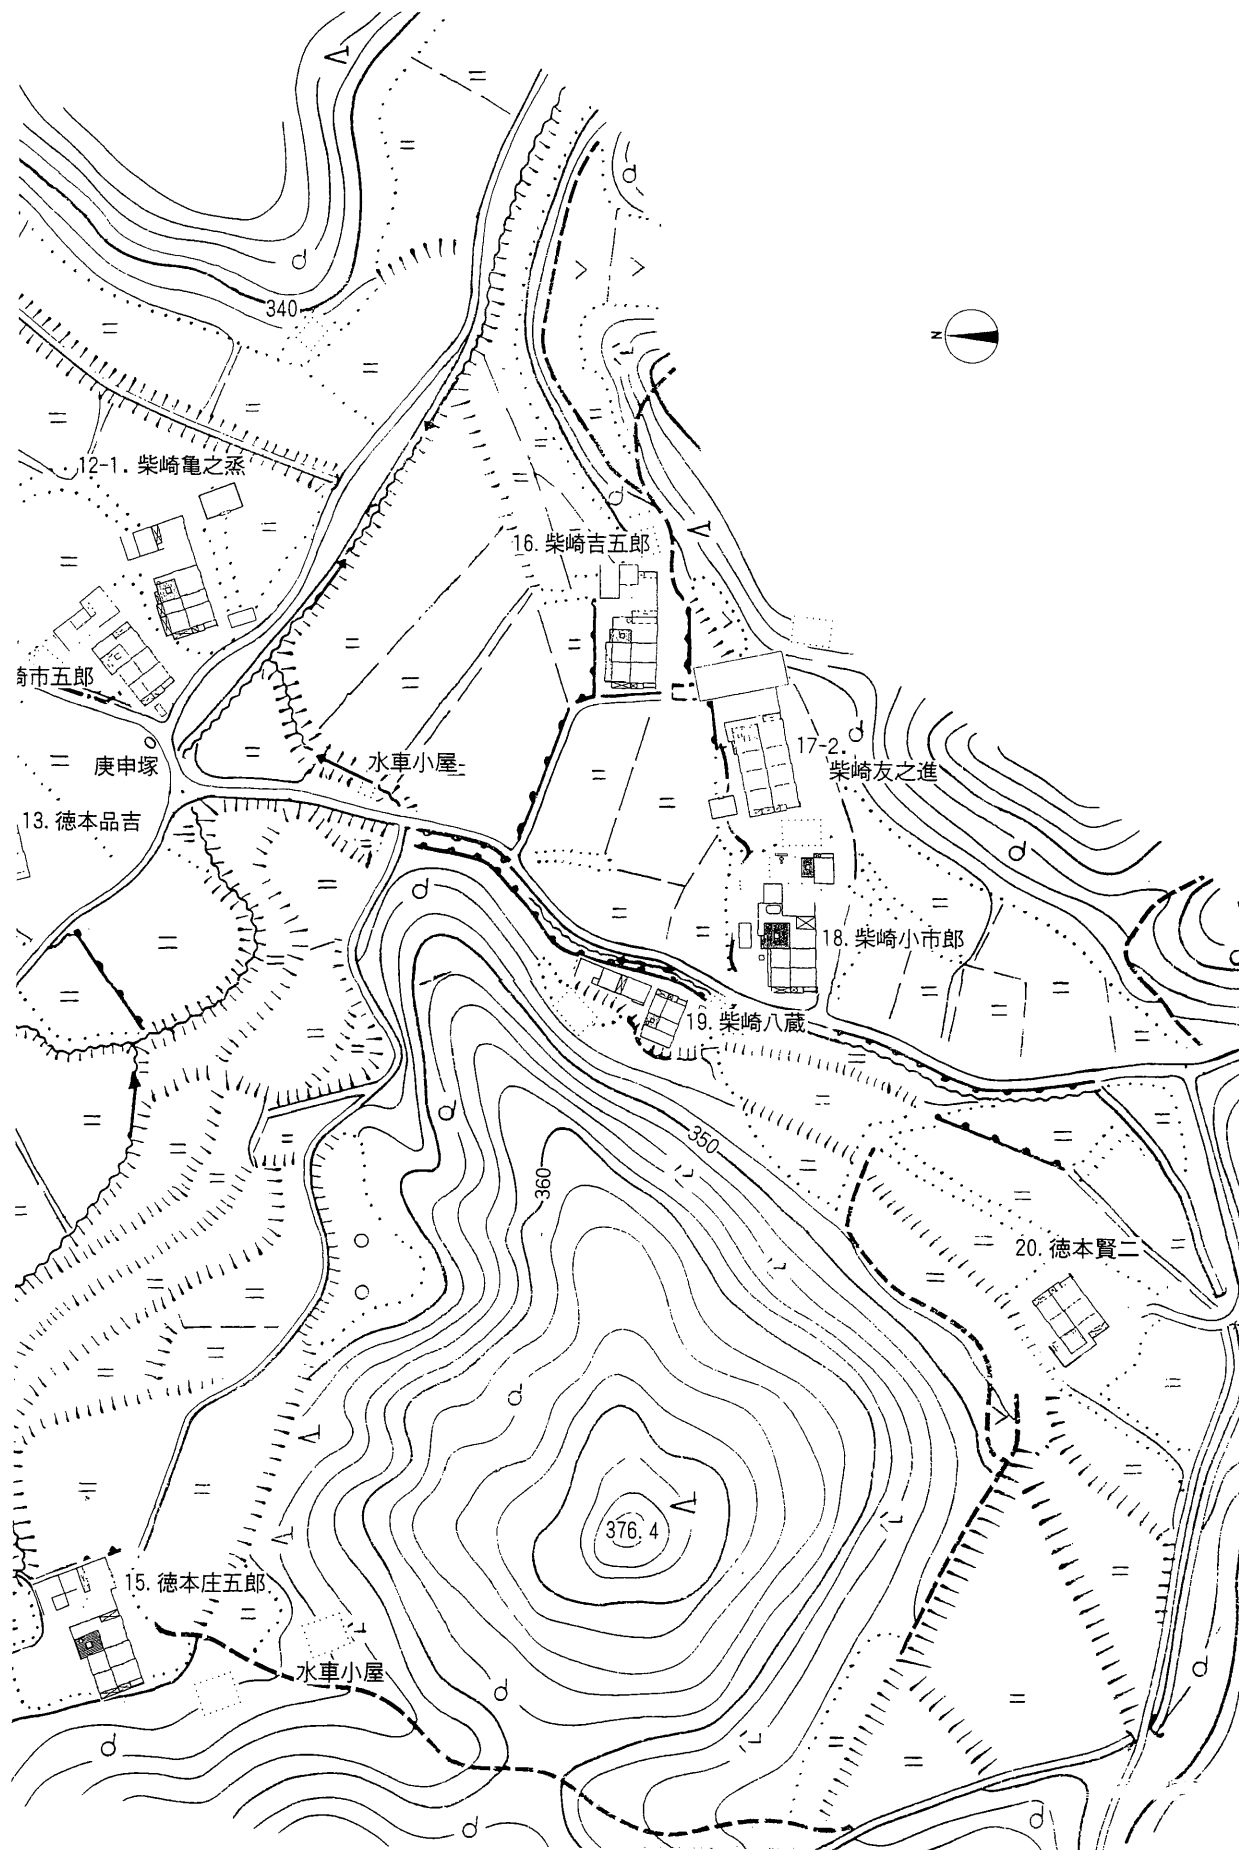 340
N
12-1. 柴崎亀之烝
16. 柴崎吉五郎
崎市五郎
庚申塚
水車小屋
17-2.
柴崎友之進
13. 徳本品吉
18. 柴崎小市郎
19. 柴崎八蔵
350
360
20. 徳本賢二
376.4
15. 徳本庄五郎
水車小屋